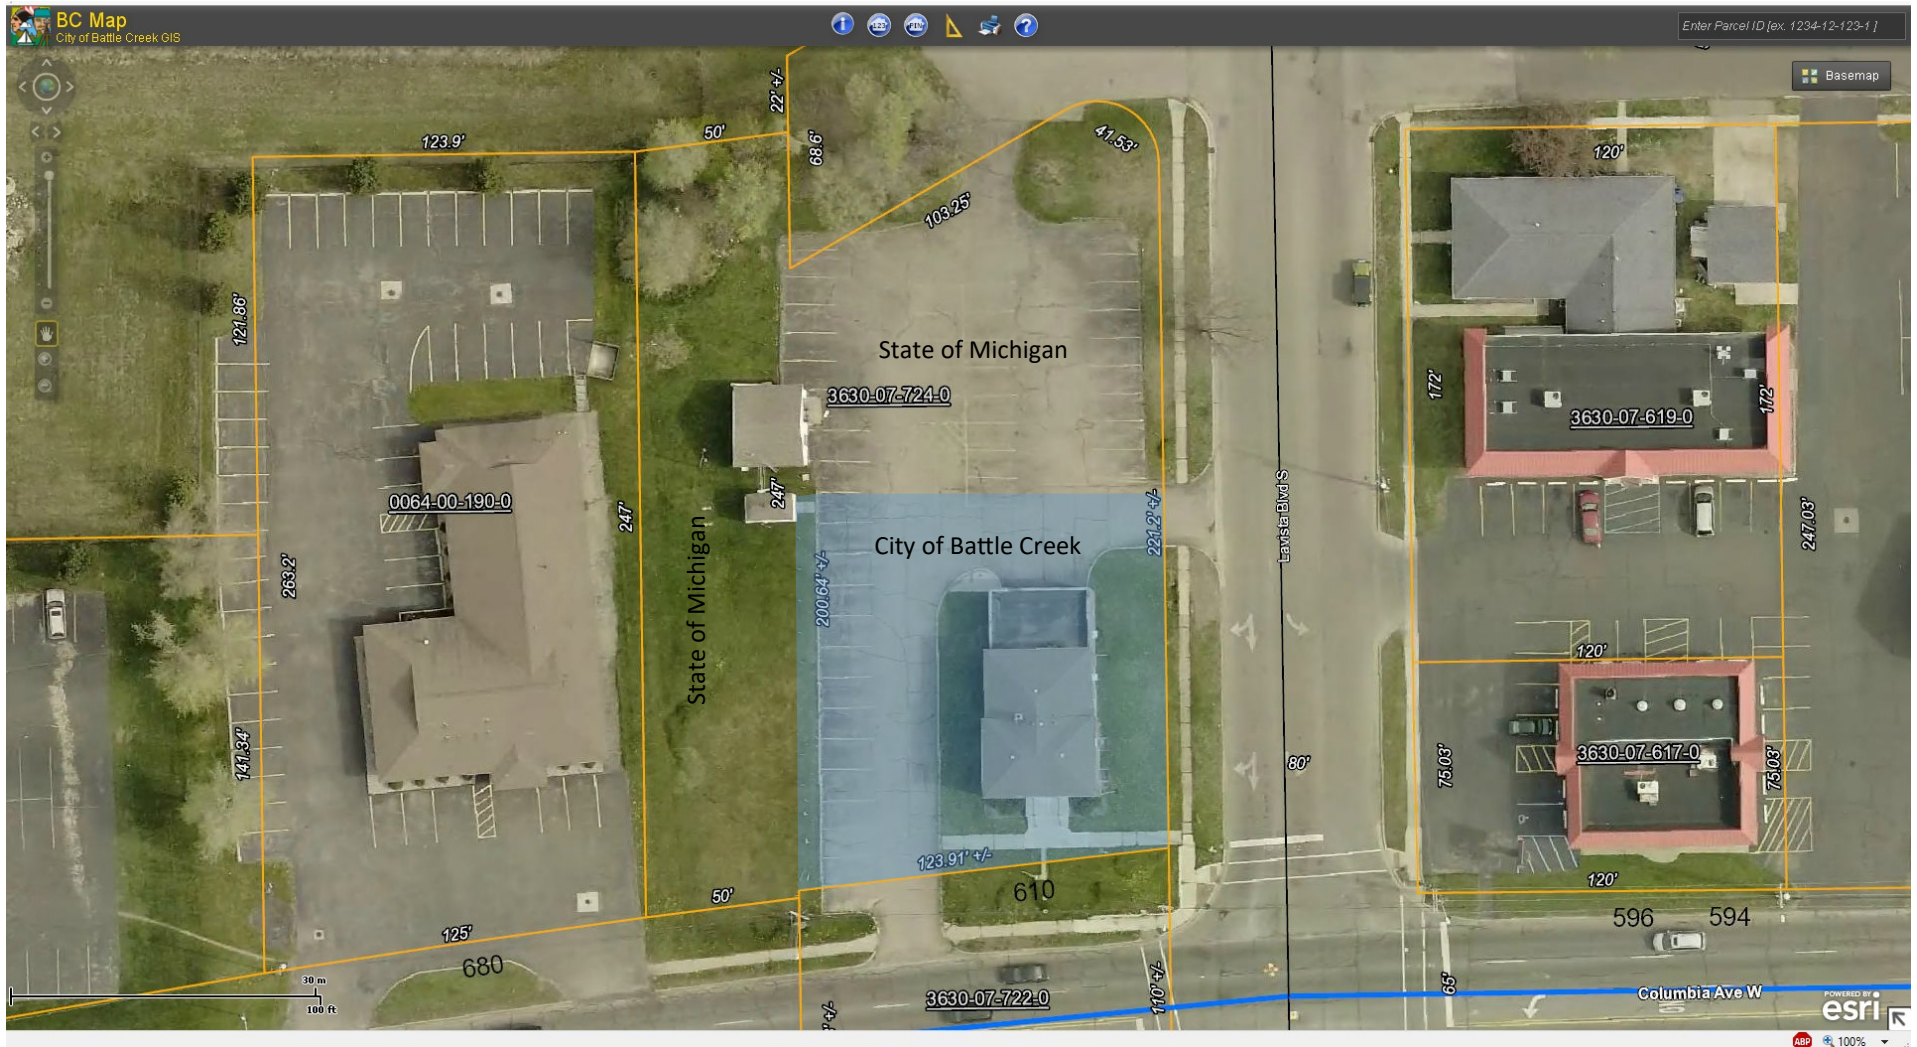 BC Map
City of Battle Creek GIS
123
PIN
?
Enter Parcel ID [ex. 1234-12-123-1 ]
Basemap
22' +/-
123.9'
50'
68.6'
41.53'
120'
103.25'
121.86'
State of Michigan
3630-07-724-0
172'
172'
3630-07-619-0
0064-00-190-0
247'
247'
221.2' +/-
Lavista Blvd S
247.03'
City of Battle Creek
263.2'
200.64' +/-
State of Michigan
120'
141.34'
80'
75.03'
3630-07-617-0
75.03'
123.91' +/-
610
50'
120'
596
594
125'
680
30 m
100 ft
3630-07-722-0
' +/-
110' +/-
65'
Columbia Ave W
POWERED BY
esri
ABP
100%